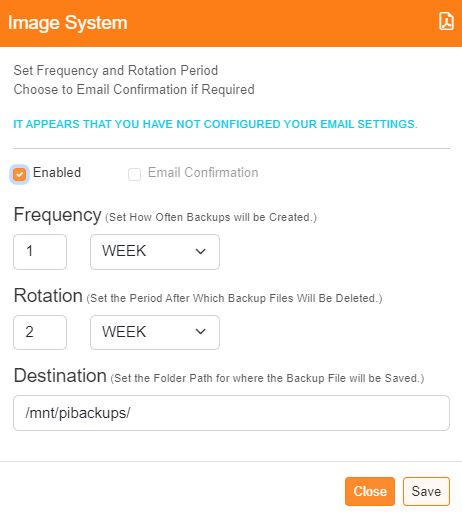 Image System
Set Frequency and Rotation Period
Choose to Email Confirmation if Required
IT APPEARS THAT YOU HAVE NOT CONFIGURED YOUR EMAIL SETTINGS.
Enabled Email Confirmation
Frequency (Set How Often Backups will be Created.)
1 WEEK
Rotation (Set the Period After Which Backup Files Will Be Deleted.)
2 WEEK
Destination (Set the Folder Path for where the Backup File will be Saved.)
/mnt/pibackups/
Close Save